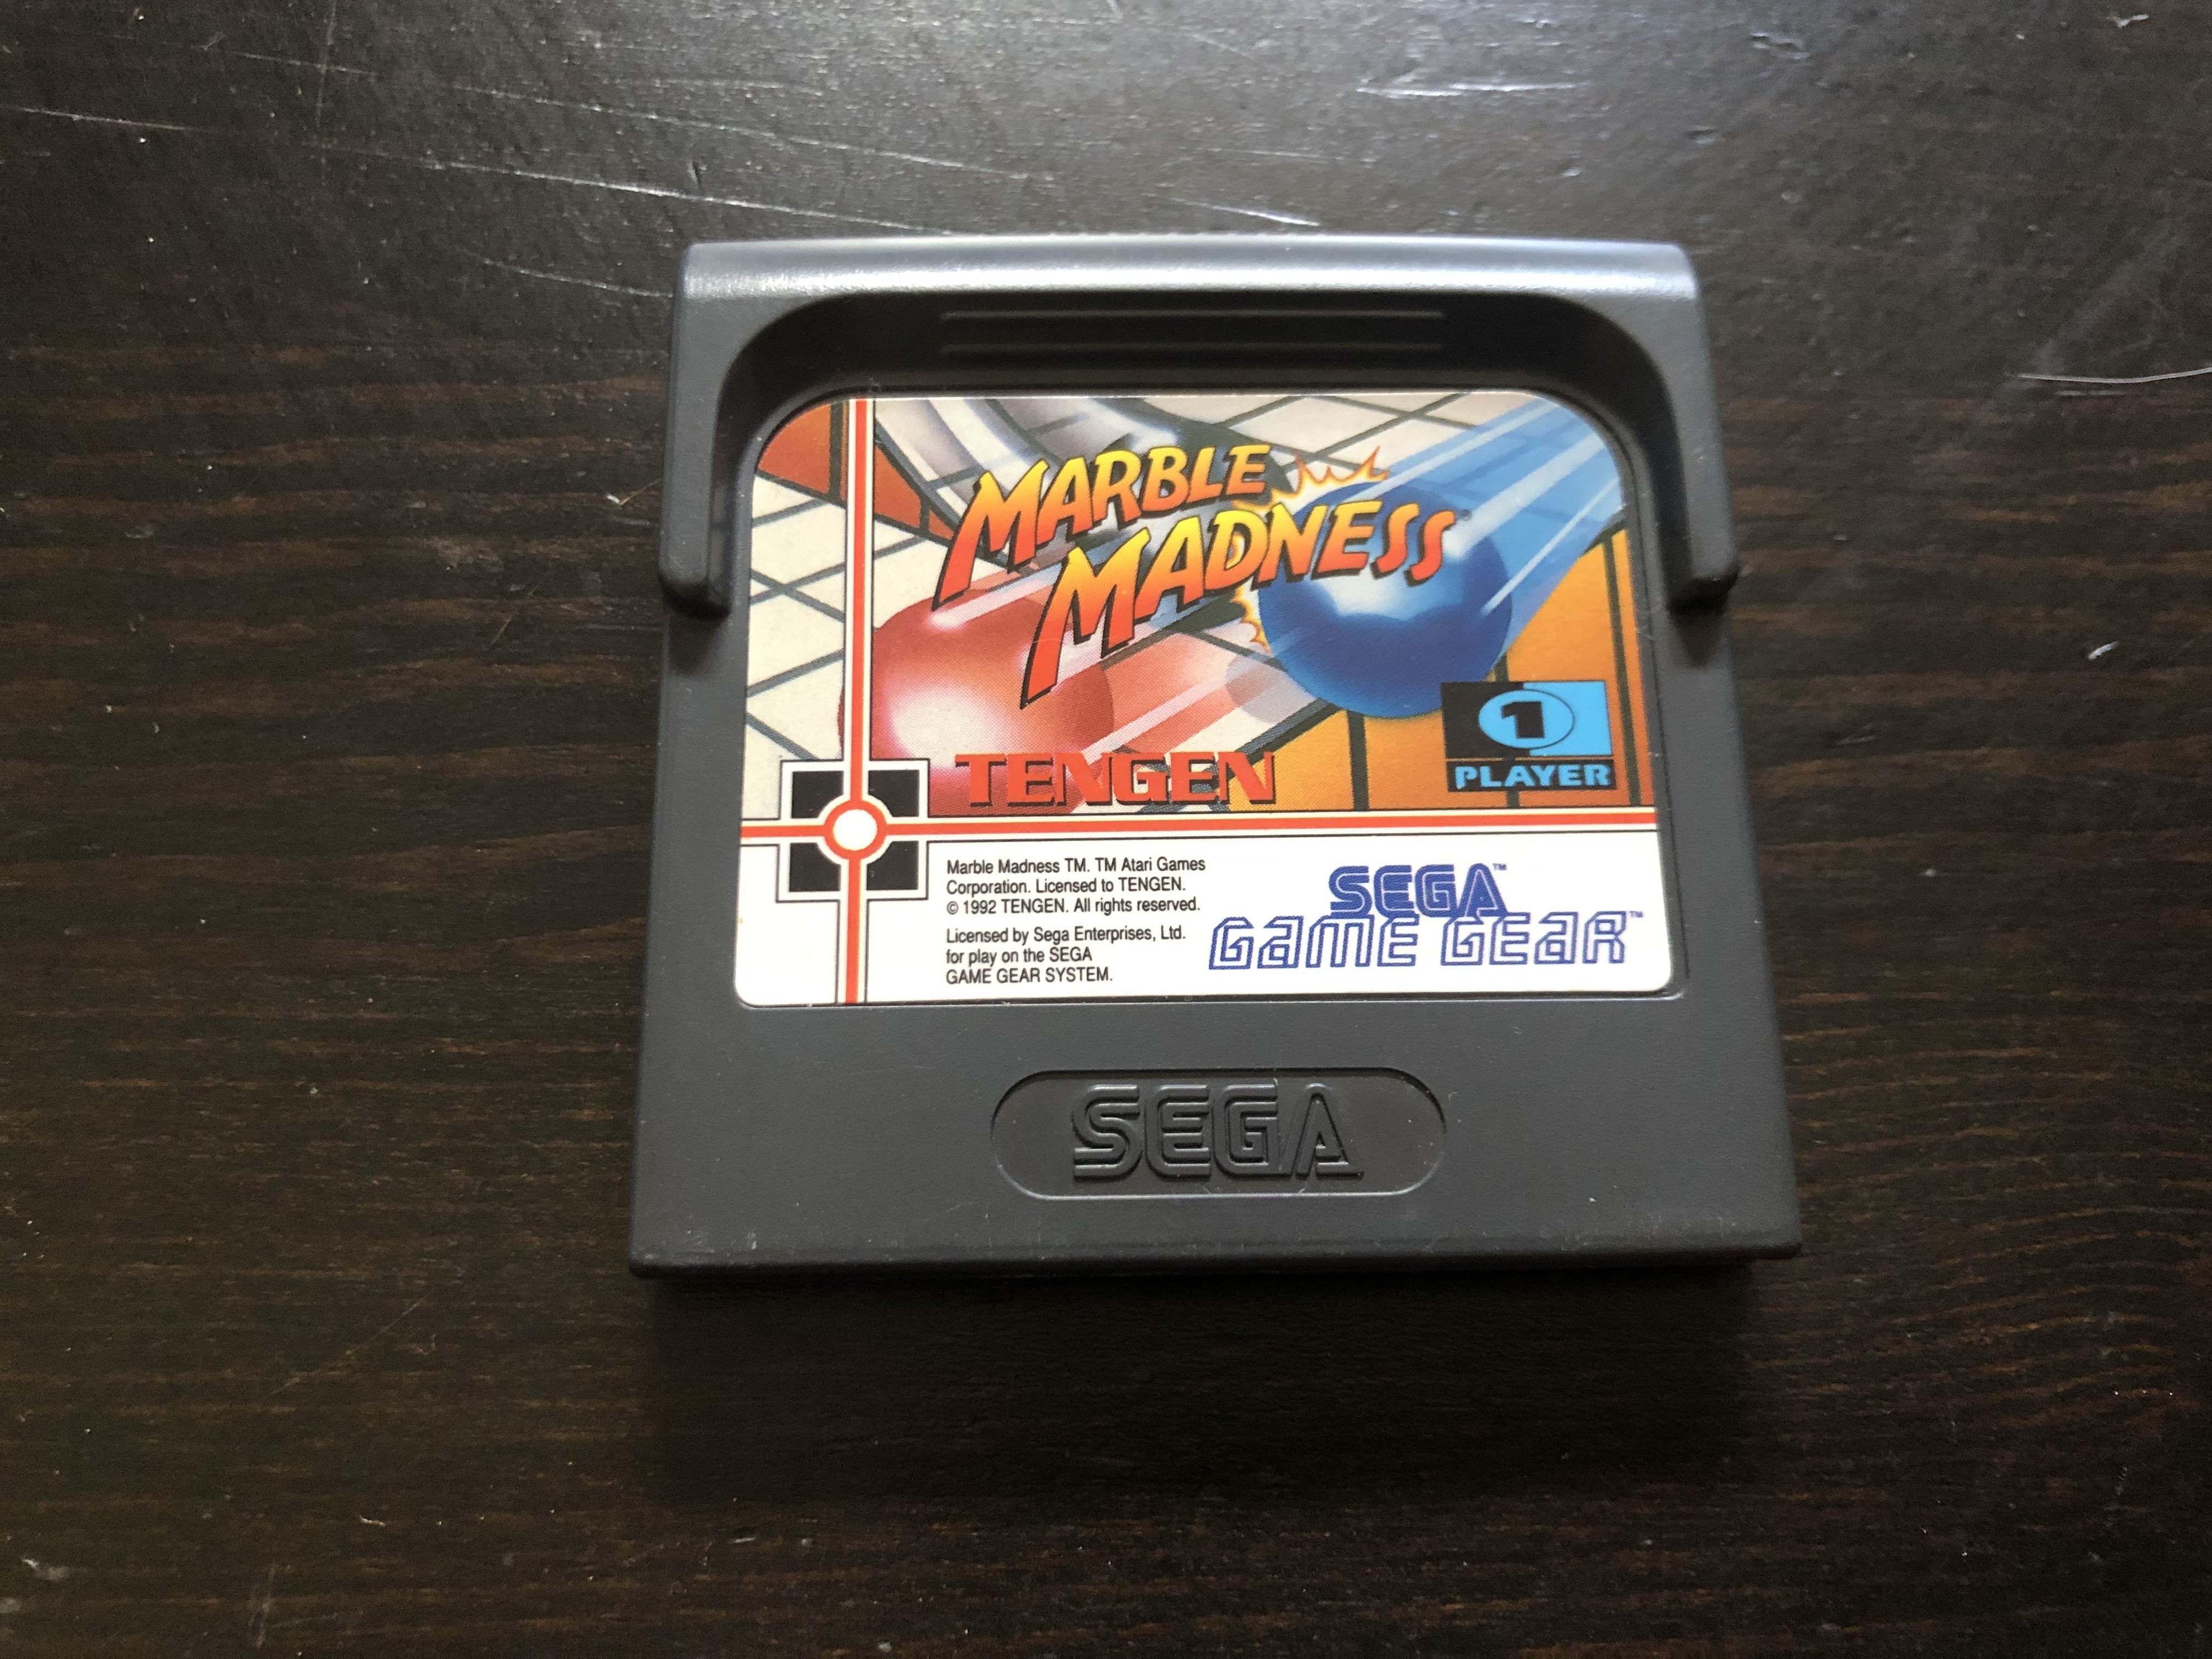 MARBLE
MADNESS®
TENGEN
1
PLAYER
Marble Madness TM. TM Atari Games
Corporation. Licensed to TENGEN.
© 1992 TENGEN. All rights reserved.
Licensed by Sega Enterprises, Ltd.
for play on the SEGA
GAME GEAR SYSTEM.
SEGA™
GAME GEAR™
SEGA